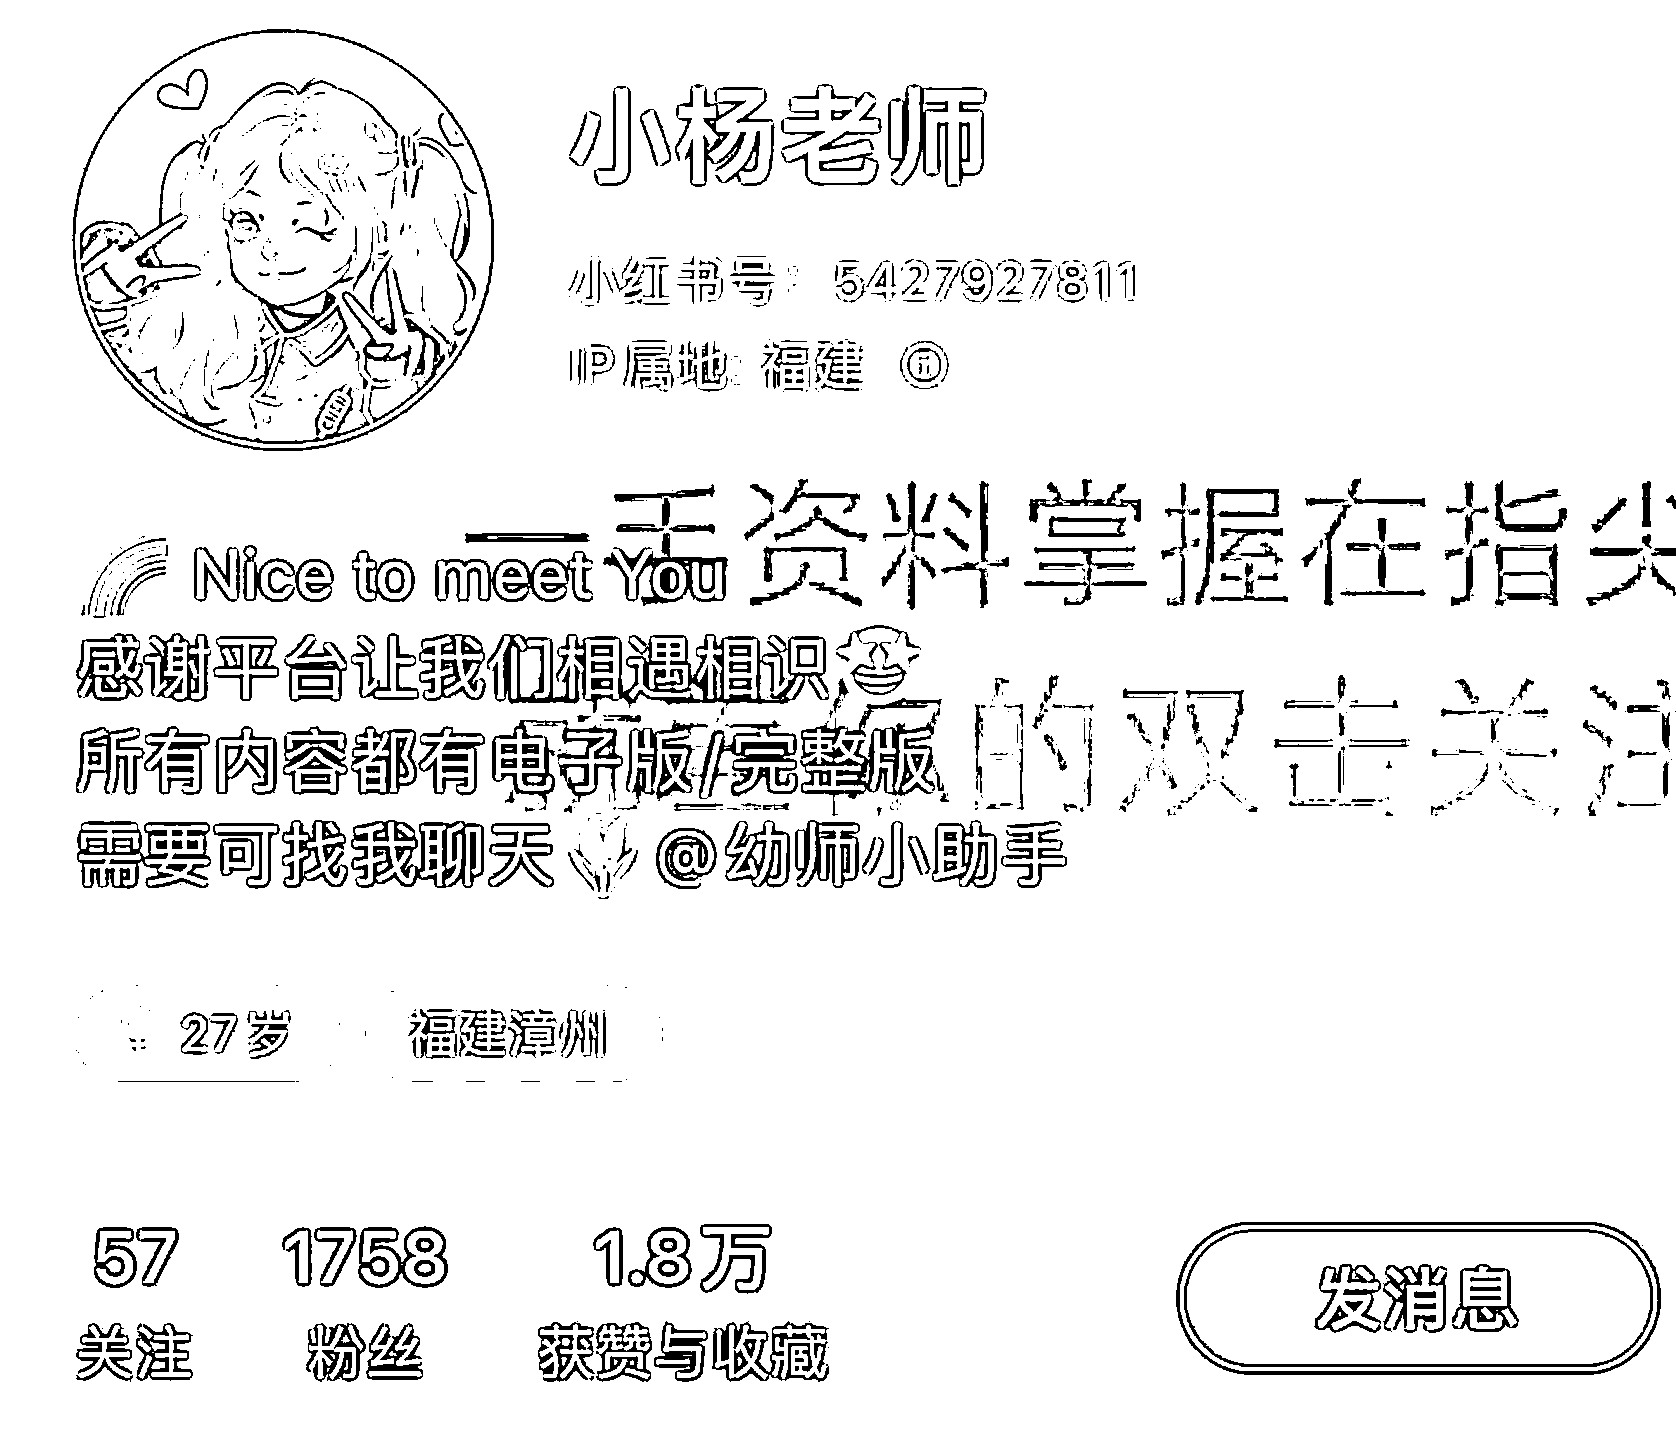 小杨老师
小红书号：5427927811
IP属地：福建
一手资料掌握在指尖
Nice to meet You
感谢平台让我们相遇相识
的双击关注
所有内容都有电子版/完整版
需要可找我聊天 @幼师小助手
27岁 福建漳州
57 1758 1.8万
关注 粉丝 获赞与收藏
发消息